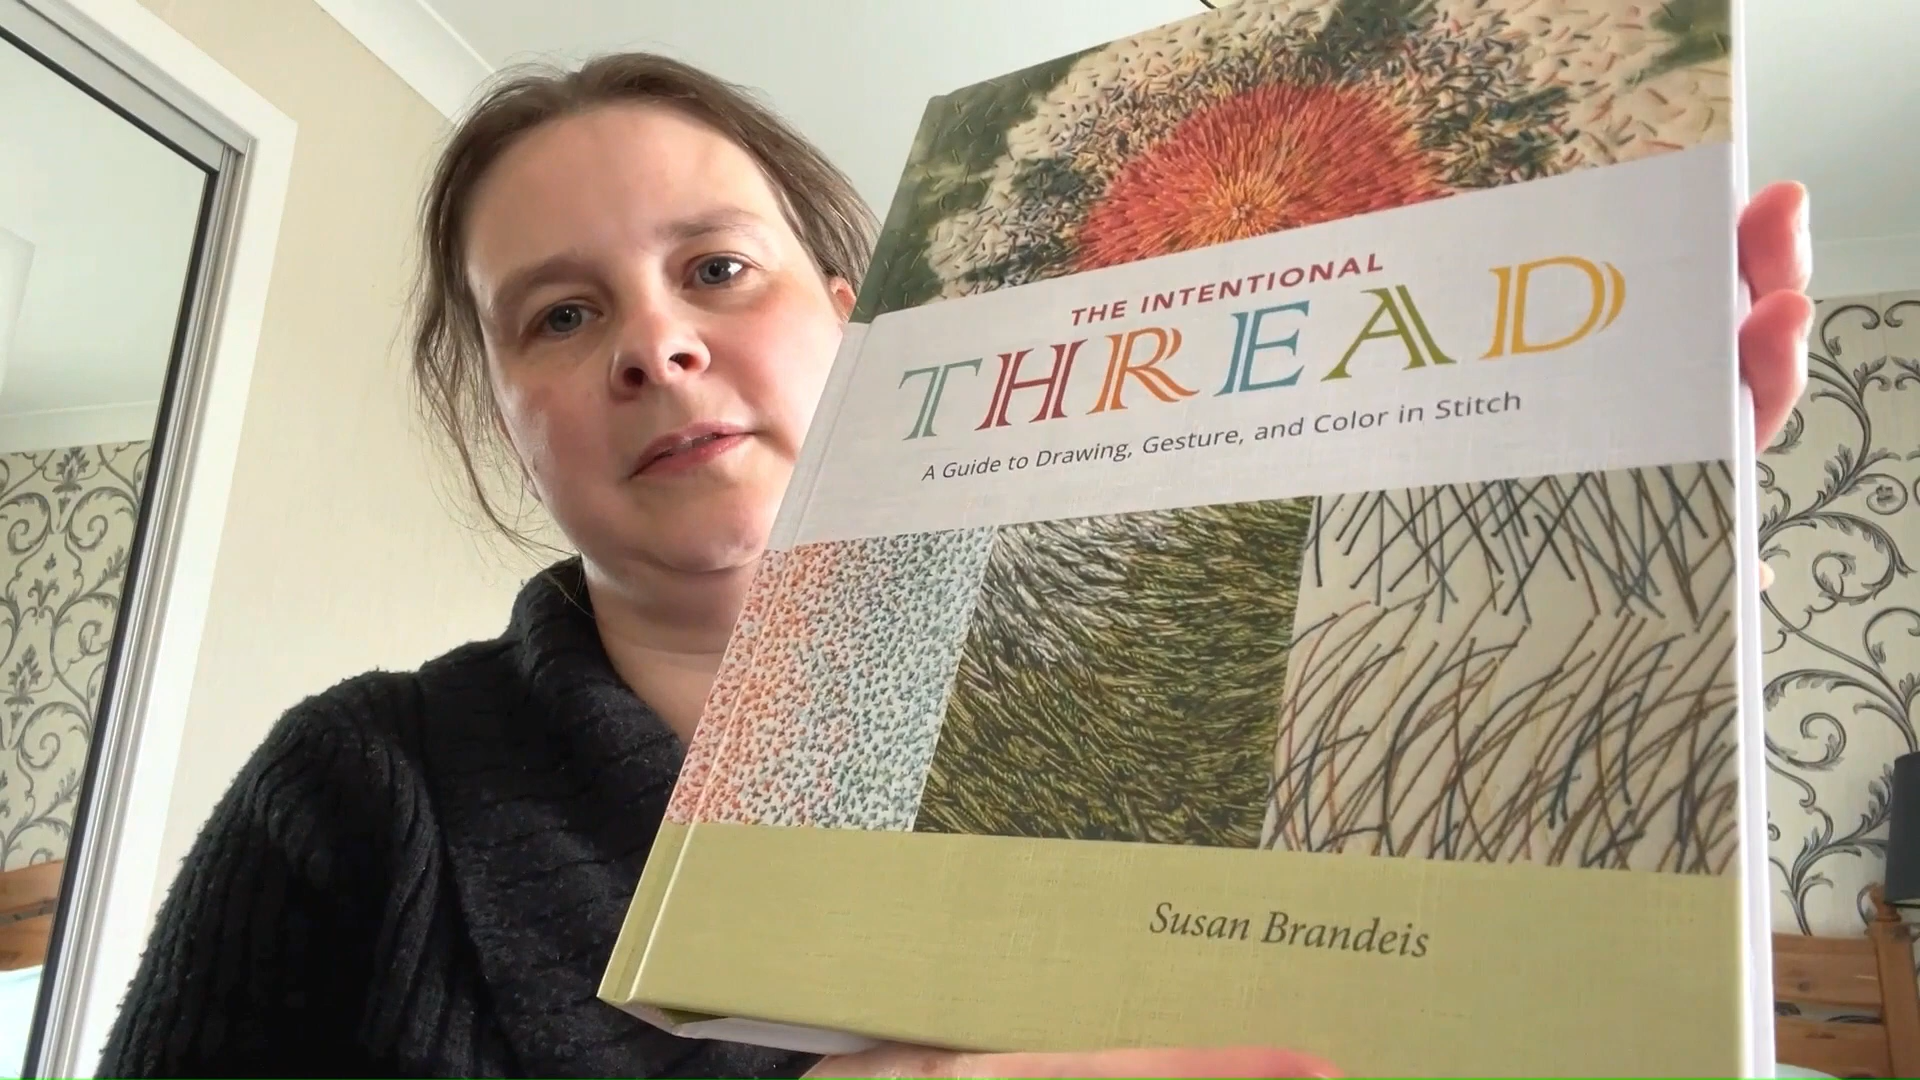 THE INTENTIONAL
THREAD
A Guide to Drawing, Gesture, and Color in Stitch
Susan Brandeis